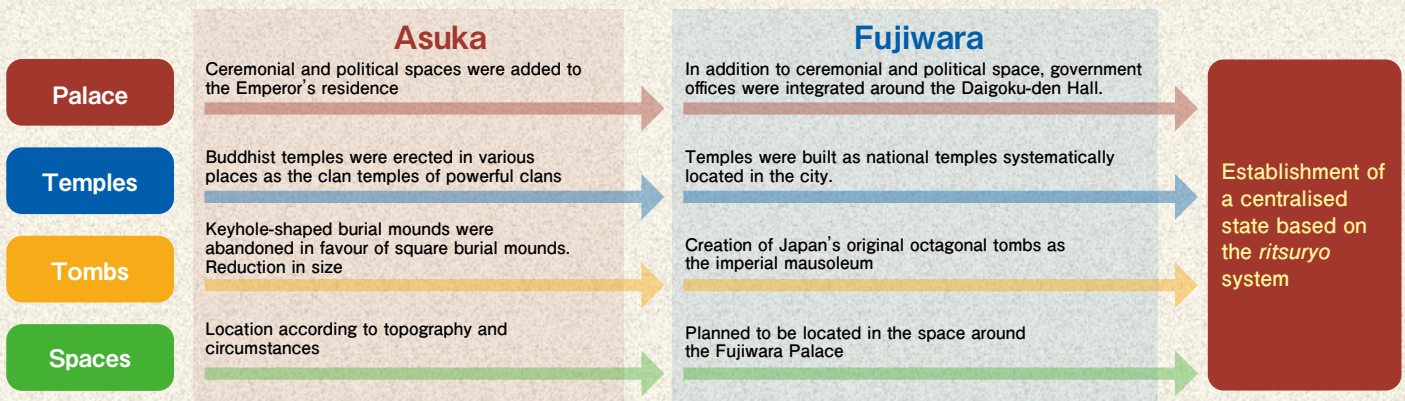 Asuka
Fujiwara
Palace
Ceremonial and political spaces were added to
the Emperor's residence
In addition to ceremonial and political space, government
offices were integrated around the Daigoku-den Hall.
Temples
Buddhist temples were erected in various
places as the clan temples of powerful clans
Temples were built as national temples systematically
located in the city.
Tombs
Keyhole-shaped burial mounds were
abandoned in favour of square burial mounds.
Reduction in size
Creation of Japan's original octagonal tombs as
the imperial mausoleum
Spaces
Location according to topography and
circumstances
Planned to be located in the space around
the Fujiwara Palace
Establishment of
a centralised
state based on
the ritsuryo
system